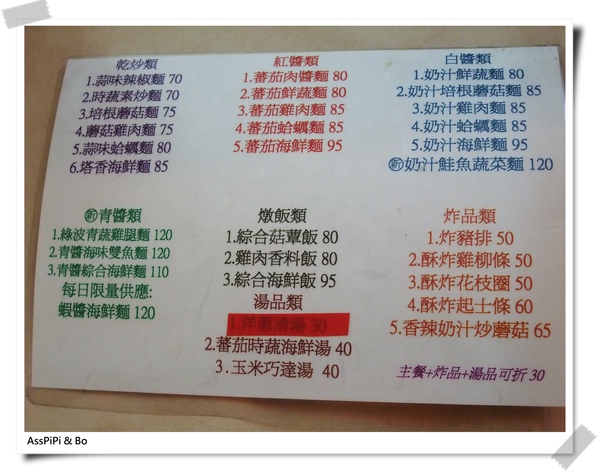 乾炒類
1.蒜味辣椒麵 70
2.時蔬素炒麵 70
3.培根蘑菇麵 75
4.蘑菇雞肉麵 75
5.蒜味蛤蠣麵 80
6.塔香海鮮麵 85
紅醬類
1.蕃茄肉醬麵 80
2.蕃茄鮮蔬麵 80
3.蕃茄雞肉麵 85
4.蕃茄蛤蠣麵 85
5.蕃茄海鮮麵 95
白醬類
1.奶汁鮮蔬麵 80
2.奶汁培根蘑菇麵 85
3.奶汁雞肉麵 85
4.奶汁蛤蠣麵 85
5.奶汁海鮮麵 95
新奶汁鮭魚蔬菜麵 120
新青醬類
1.綠波青蔬雞腿麵 120
2.青醬海味雙魚麵 120
3.青醬綜合海鮮麵 110
每日限量供應:
蝦醬海鮮麵 120
燉飯類
1.綜合菇蕈飯 80
2.雞肉香料飯 80
3.綜合海鮮飯 95
湯品類
1.洋蔥清湯 30
2.蕃茄時蔬海鮮湯 40
3.玉米巧達湯 40
炸品類
1.炸豬排 50
2.酥炸雞柳條 50
3.酥炸花枝圈 50
4.酥炸起士條 60
5.香辣奶汁炒蘑菇 65
主餐+炸品+湯品可折 30
AssPiPi & Bo